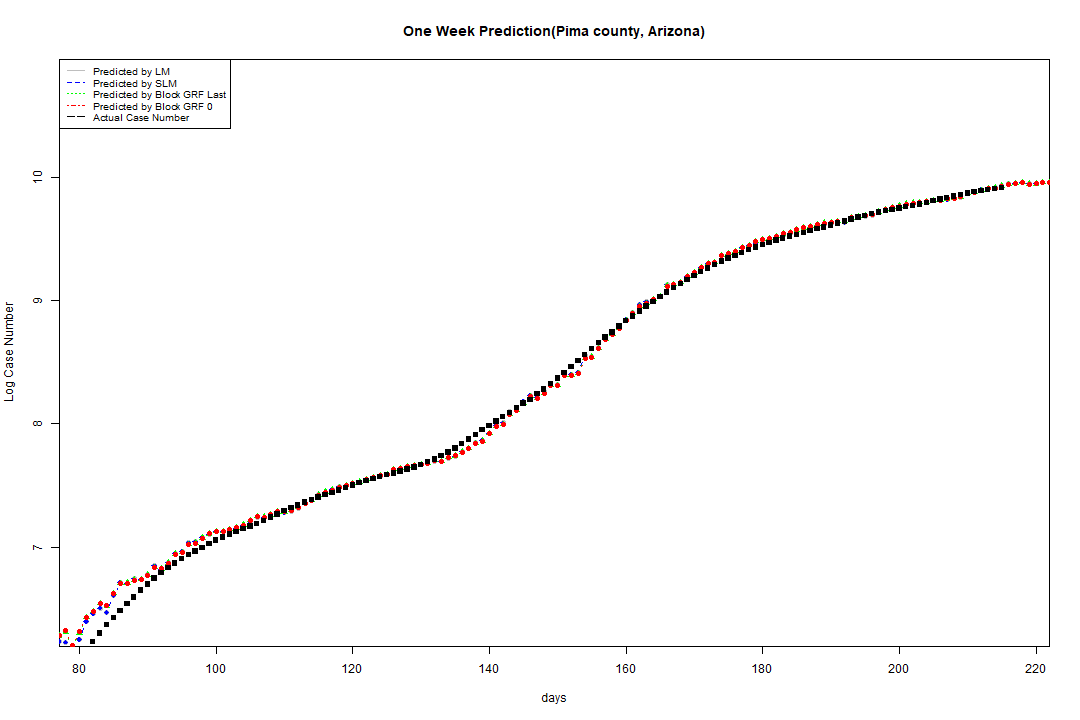 One Week Prediction(Pima county, Arizona)
Predicted by LM
Predicted by SLM
Predicted by Block GRF Last
Predicted by Block GRF 0
Actual Case Number
10
9
8
7
Log Case Number
80 100 120 140 160 180 200 220
days